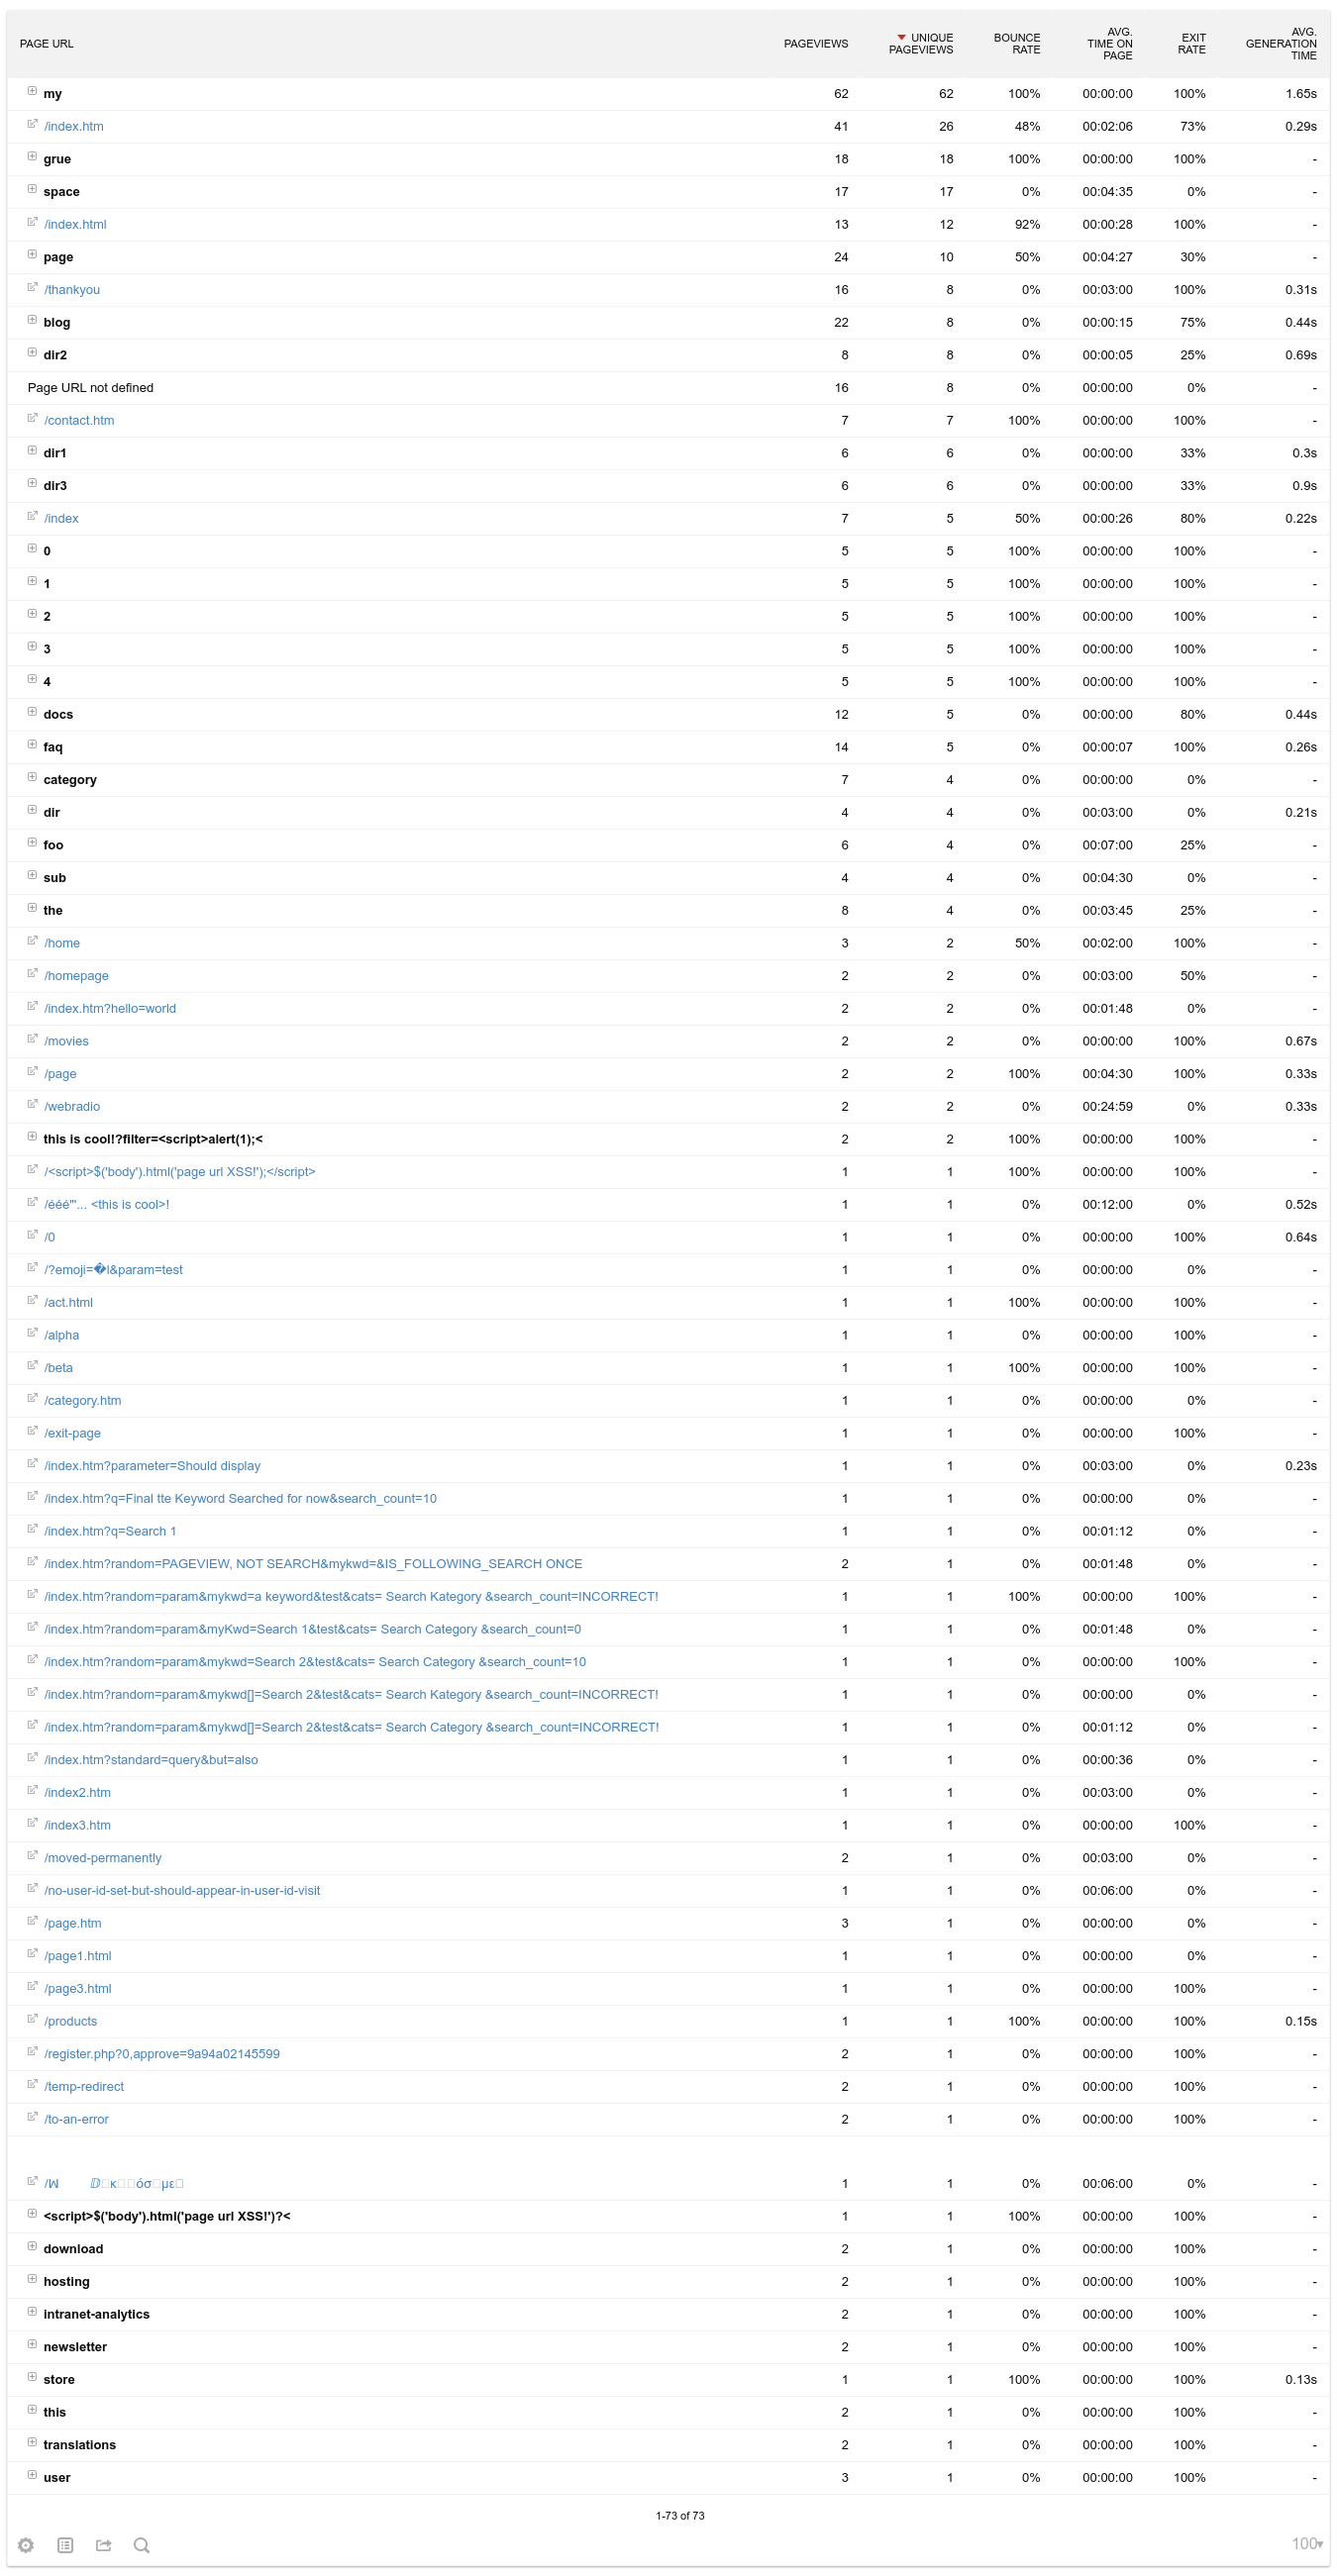 PAGE URL PAGEVIEWS UNIQUE PAGEVIEWS BOUNCE RATE AVG. TIME ON PAGE EXIT RATE AVG. GENERATION TIME
my 62 62 100% 00:00:00 100% 1.65s
/index.htm 41 26 48% 00:02:06 73% 0.29s
grue 18 18 100% 00:00:00 100% -
space 17 17 0% 00:04:35 0% -
/index.html 13 12 92% 00:00:28 100% -
page 24 10 50% 00:04:27 30% -
/thankyou 16 8 0% 00:03:00 100% 0.31s
blog 22 8 0% 00:00:15 75% 0.44s
dir2 8 8 0% 00:00:05 25% 0.69s
Page URL not defined 16 8 0% 00:00:00 0% -
/contact.htm 7 7 100% 00:00:00 100% -
dir1 6 6 0% 00:00:00 33% 0.3s
dir3 6 6 0% 00:00:00 33% 0.9s
/index 7 5 50% 00:00:26 80% 0.22s
0 5 5 100% 00:00:00 100% -
1 5 5 100% 00:00:00 100% -
2 5 5 100% 00:00:00 100% -
3 5 5 100% 00:00:00 100% -
4 5 5 100% 00:00:00 100% -
docs 12 5 0% 00:00:00 80% 0.44s
faq 14 5 0% 00:00:07 100% 0.26s
category 7 4 0% 00:00:00 0% -
dir 4 4 0% 00:03:00 0% 0.21s
foo 6 4 0% 00:07:00 25% -
sub 4 4 0% 00:04:30 0% -
the 8 4 0% 00:03:45 25% -
/home 3 2 50% 00:02:00 100% -
/homepage 2 2 0% 00:03:00 50% -
/index.htm?hello=world 2 2 0% 00:01:48 0% -
/movies 2 2 0% 00:00:00 100% 0.67s
/page 2 2 100% 00:04:30 100% 0.33s
/webradio 2 2 0% 00:24:59 0% 0.33s
this is cool!?filter=<script>alert(1);< 2 2 100% 00:00:00 100% -
/<script>$('body').html('page url XSS!');</script> 1 1 100% 00:00:00 100% -
/ééé"'... <this is cool>! 1 1 0% 00:12:00 0% 0.52s
/0 1 1 0% 00:00:00 100% 0.64s
/?emoji=�l&param=test 1 1 0% 00:00:00 0% -
/act.html 1 1 100% 00:00:00 100% -
/alpha 1 1 0% 00:00:00 100% -
/beta 1 1 100% 00:00:00 100% -
/category.htm 1 1 0% 00:00:00 0% -
/exit-page 1 1 0% 00:00:00 100% -
/index.htm?parameter=Should display 1 1 0% 00:03:00 0% 0.23s
/index.htm?q=Final tte Keyword Searched for now&search_count=10 1 1 0% 00:00:00 0% -
/index.htm?q=Search 1 1 1 0% 00:01:12 0% -
/index.htm?random=PAGEVIEW, NOT SEARCH&mykwd=&IS_FOLLOWING_SEARCH ONCE 2 1 0% 00:01:48 0% -
/index.htm?random=param&mykwd=a keyword&test&cats= Search Kategory &search_count=INCORRECT! 1 1 100% 00:00:00 100% -
/index.htm?random=param&myKwd=Search 1&test&cats= Search Category &search_count=0 1 1 0% 00:01:48 0% -
/index.htm?random=param&mykwd=Search 2&test&cats= Search Category &search_count=10 1 1 0% 00:00:00 100% -
/index.htm?random=param&mykwd[]=Search 2&test&cats= Search Kategory &search_count=INCORRECT! 1 1 0% 00:00:00 0% -
/index.htm?random=param&mykwd[]=Search 2&test&cats= Search Category &search_count=INCORRECT! 1 1 0% 00:01:12 0% -
/index.htm?standard=query&but=also 1 1 0% 00:00:36 0% -
/index2.htm 1 1 0% 00:03:00 0% -
/index3.htm 1 1 0% 00:00:00 100% -
/moved-permanently 2 1 0% 00:03:00 0% -
/no-user-id-set-but-should-appear-in-user-id-visit 1 1 0% 00:06:00 0% -
/page.htm 3 1 0% 00:00:00 0% -
/page1.html 1 1 0% 00:00:00 0% -
/page3.html 1 1 0% 00:00:00 100% -
/products 1 1 100% 00:00:00 100% 0.15s
/register.php?0,approve=9a94a02145599 2 1 0% 00:00:00 100% -
/temp-redirect 2 1 0% 00:00:00 100% -
/to-an-error 2 1 0% 00:00:00 100% -
1 1 0% 00:06:00 0% -
<script>$('body').html('page url XSS!')?< 1 1 100% 00:00:00 100% -
download 2 1 0% 00:00:00 100% -
hosting 2 1 0% 00:00:00 100% -
intranet-analytics 2 1 0% 00:00:00 100% -
newsletter 2 1 0% 00:00:00 100% -
store 1 1 100% 00:00:00 100% 0.13s
this 2 1 0% 00:00:00 100% -
translations 2 1 0% 00:00:00 100% -
user 3 1 0% 00:00:00 100% -
1-73 of 73
100